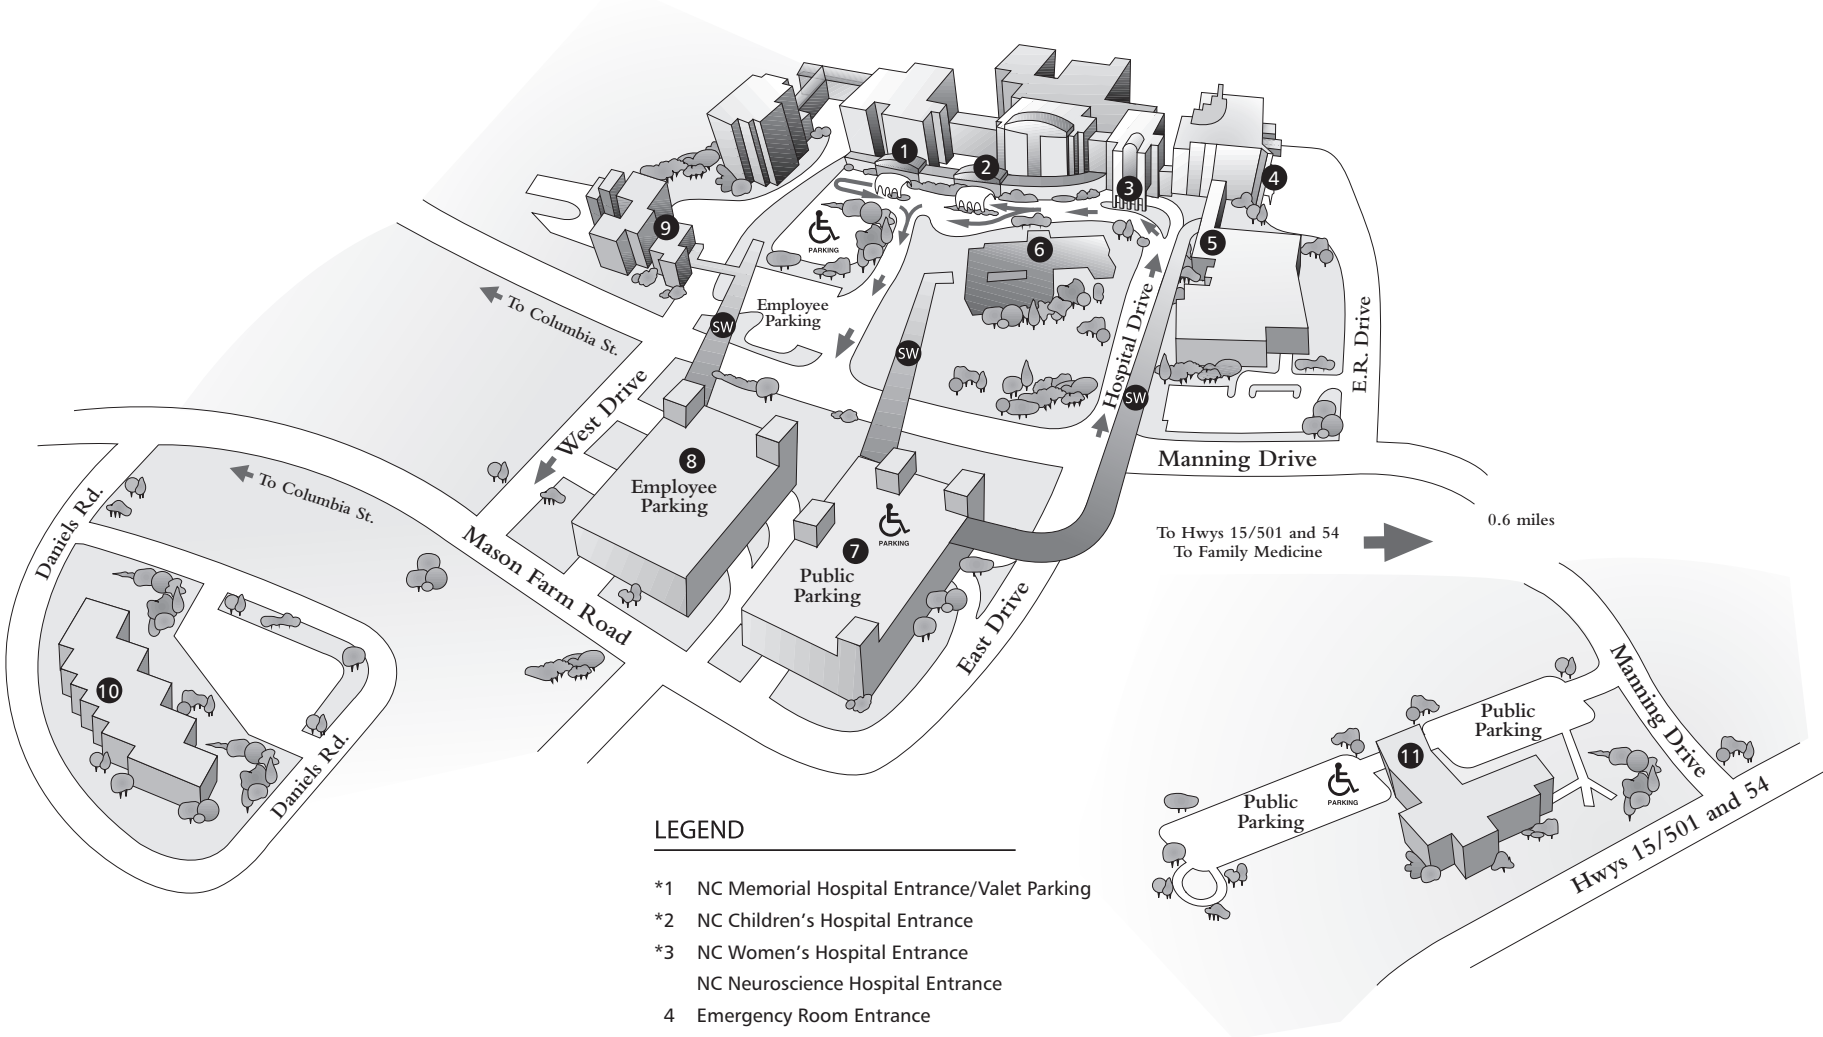 1
2
3
4
5
6
9
PARKING
Employee
Parking
SW
SW
SW
To Columbia St.
West Drive
Hospital Drive
E.R. Drive
Manning Drive
8
Employee
Parking
7
Public
Parking
PARKING
To Columbia St.
Daniels Rd.
Mason Farm Road
East Drive
To Hwys 15/501 and 54
To Family Medicine
0.6 miles
10
Daniels Rd.
Manning Drive
Public
Parking
11
PARKING
Public
Parking
Hwys 15/501 and 54
LEGEND
*1 NC Memorial Hospital Entrance/Valet Parking
*2 NC Children’s Hospital Entrance
*3 NC Women’s Hospital Entrance
NC Neuroscience Hospital Entrance
4 Emergency Room Entrance